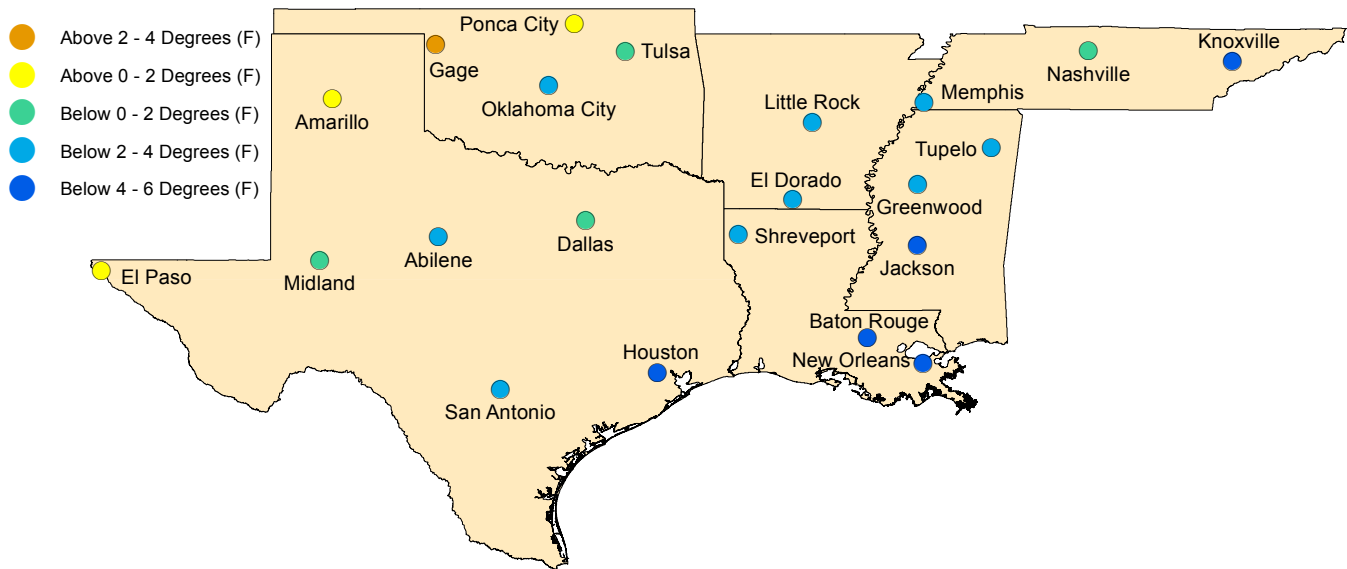 Above 2 - 4 Degrees (F)
Above 0 - 2 Degrees (F)
Below 0 - 2 Degrees (F)
Below 2 - 4 Degrees (F)
Below 4 - 6 Degrees (F)
Ponca City
Gage
Tulsa
Oklahoma City
Amarillo
Nashville
Knoxville
Memphis
Little Rock
Tupelo
El Dorado
Greenwood
Shreveport
Jackson
Dallas
Abilene
Midland
El Paso
Baton Rouge
New Orleans
Houston
San Antonio